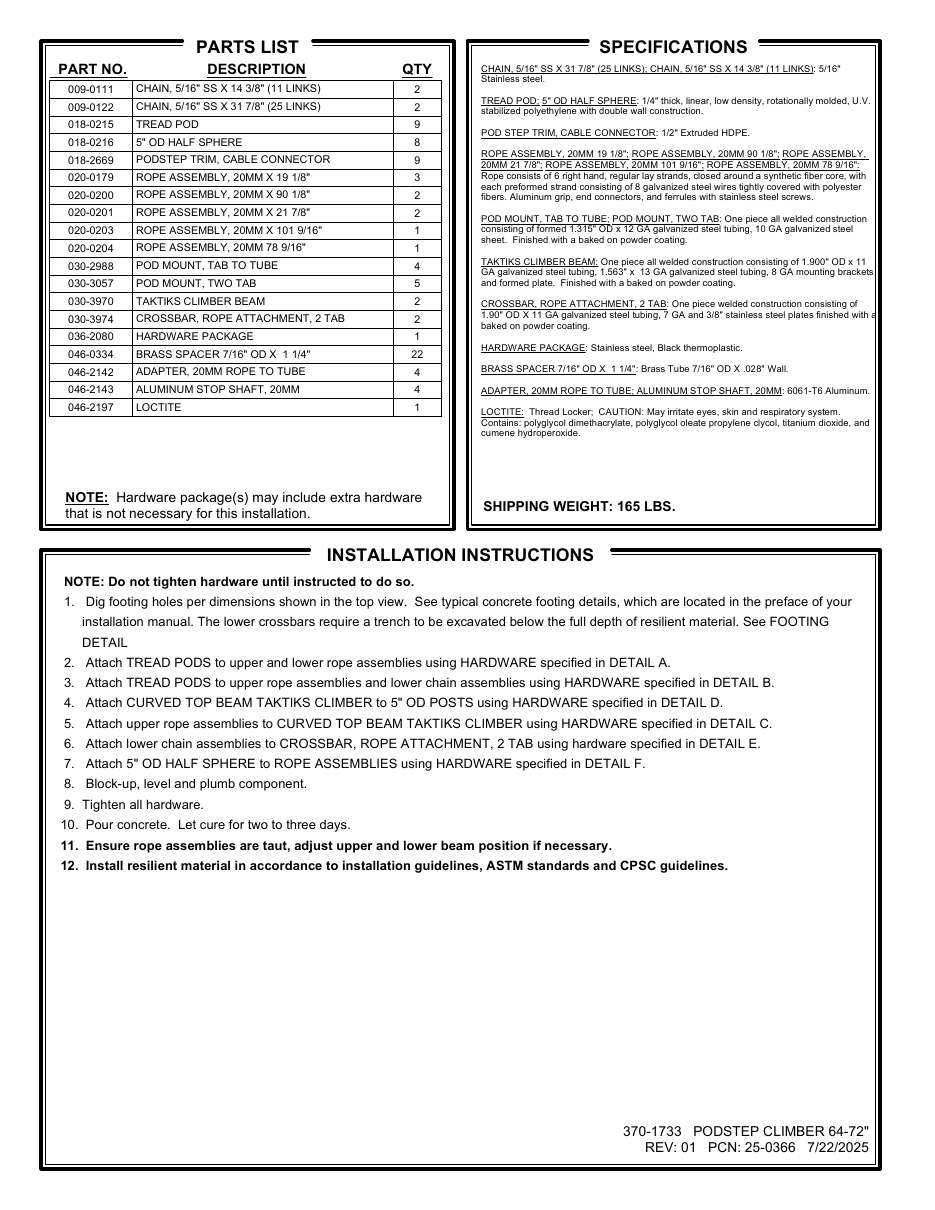 PARTS LIST
PART NO. DESCRIPTION QTY
009-0111 CHAIN, 5/16" SS X 14 3/8" (11 LINKS) 2
009-0122 CHAIN, 5/16" SS X 31 7/8" (25 LINKS) 2
018-0215 TREAD POD 9
018-0216 5" OD HALF SPHERE 8
018-2669 PODSTEP TRIM, CABLE CONNECTOR 9
020-0179 ROPE ASSEMBLY, 20MM X 19 1/8" 3
020-0200 ROPE ASSEMBLY, 20MM X 90 1/8" 2
020-0201 ROPE ASSEMBLY, 20MM X 21 7/8" 2
020-0203 ROPE ASSEMBLY, 20MM X 101 9/16" 1
020-0204 ROPE ASSEMBLY, 20MM 78 9/16" 1
030-2988 POD MOUNT, TAB TO TUBE 4
030-3057 POD MOUNT, TWO TAB 5
030-3970 TAKTIKS CLIMBER BEAM 2
030-3974 CROSSBAR, ROPE ATTACHMENT, 2 TAB 2
036-2080 HARDWARE PACKAGE 1
046-0334 BRASS SPACER 7/16" OD X 1 1/4" 22
046-2142 ADAPTER, 20MM ROPE TO TUBE 4
046-2143 ALUMINUM STOP SHAFT, 20MM 4
046-2197 LOCTITE 1
NOTE: Hardware package(s) may include extra hardware
that is not necessary for this installation.
SPECIFICATIONS
CHAIN, 5/16" SS X 31 7/8" (25 LINKS); CHAIN, 5/16" SS X 14 3/8" (11 LINKS): 5/16"
Stainless steel.
TREAD POD; 5" OD HALF SPHERE: 1/4" thick, linear, low density, rotationally molded, U.V.
stabilized polyethylene with double wall construction.
POD STEP TRIM, CABLE CONNECTOR: 1/2" Extruded HDPE.
ROPE ASSEMBLY, 20MM 19 1/8"; ROPE ASSEMBLY, 20MM 90 1/8"; ROPE ASSEMBLY,
20MM 21 7/8"; ROPE ASSEMBLY, 20MM 101 9/16"; ROPE ASSEMBLY, 20MM 78 9/16":
Rope consists of 6 right hand, regular lay strands, closed around a synthetic fiber core, with
each preformed strand consisting of 8 galvanized steel wires tightly covered with polyester
fibers. Aluminum grip, end connectors, and ferrules with stainless steel screws.
POD MOUNT, TAB TO TUBE; POD MOUNT, TWO TAB: One piece all welded construction
consisting of formed 1.315" OD x 12 GA galvanized steel tubing, 10 GA galvanized steel
sheet. Finished with a baked on powder coating.
TAKTIKS CLIMBER BEAM: One piece all welded construction consisting of 1.900" OD x 11
GA galvanized steel tubing, 1.563" x 13 GA galvanized steel tubing, 8 GA mounting brackets
and formed plate. Finished with a baked on powder coating.
CROSSBAR, ROPE ATTACHMENT, 2 TAB: One piece welded construction consisting of
1.90" OD X 11 GA galvanized steel tubing, 7 GA and 3/8" stainless steel plates finished with a
baked on powder coating.
HARDWARE PACKAGE: Stainless steel, Black thermoplastic.
BRASS SPACER 7/16" OD X 1 1/4": Brass Tube 7/16" OD X .028" Wall.
ADAPTER, 20MM ROPE TO TUBE; ALUMINUM STOP SHAFT, 20MM: 6061-T6 Aluminum.
LOCTITE: Thread Locker; CAUTION: May irritate eyes, skin and respiratory system.
Contains: polyglycol dimethacrylate, polyglycol oleate propylene clycol, titanium dioxide, and
cumene hydroperoxide.
SHIPPING WEIGHT: 165 LBS.
INSTALLATION INSTRUCTIONS
NOTE: Do not tighten hardware until instructed to do so.
1. Dig footing holes per dimensions shown in the top view. See typical concrete footing details, which are located in the preface of your
installation manual. The lower crossbars require a trench to be excavated below the full depth of resilient material. See FOOTING
DETAIL
2. Attach TREAD PODS to upper and lower rope assemblies using HARDWARE specified in DETAIL A.
3. Attach TREAD PODS to upper rope assemblies and lower chain assemblies using HARDWARE specified in DETAIL B.
4. Attach CURVED TOP BEAM TAKTIKS CLIMBER to 5" OD POSTS using HARDWARE specified in DETAIL D.
5. Attach upper rope assemblies to CURVED TOP BEAM TAKTIKS CLIMBER using HARDWARE specified in DETAIL C.
6. Attach lower chain assemblies to CROSSBAR, ROPE ATTACHMENT, 2 TAB using hardware specified in DETAIL E.
7. Attach 5" OD HALF SPHERE to ROPE ASSEMBLIES using HARDWARE specified in DETAIL F.
8. Block-up, level and plumb component.
9. Tighten all hardware.
10. Pour concrete. Let cure for two to three days.
11. Ensure rope assemblies are taut, adjust upper and lower beam position if necessary.
12. Install resilient material in accordance to installation guidelines, ASTM standards and CPSC guidelines.
370-1733 PODSTEP CLIMBER 64-72"
REV: 01 PCN: 25-0366 7/22/2025